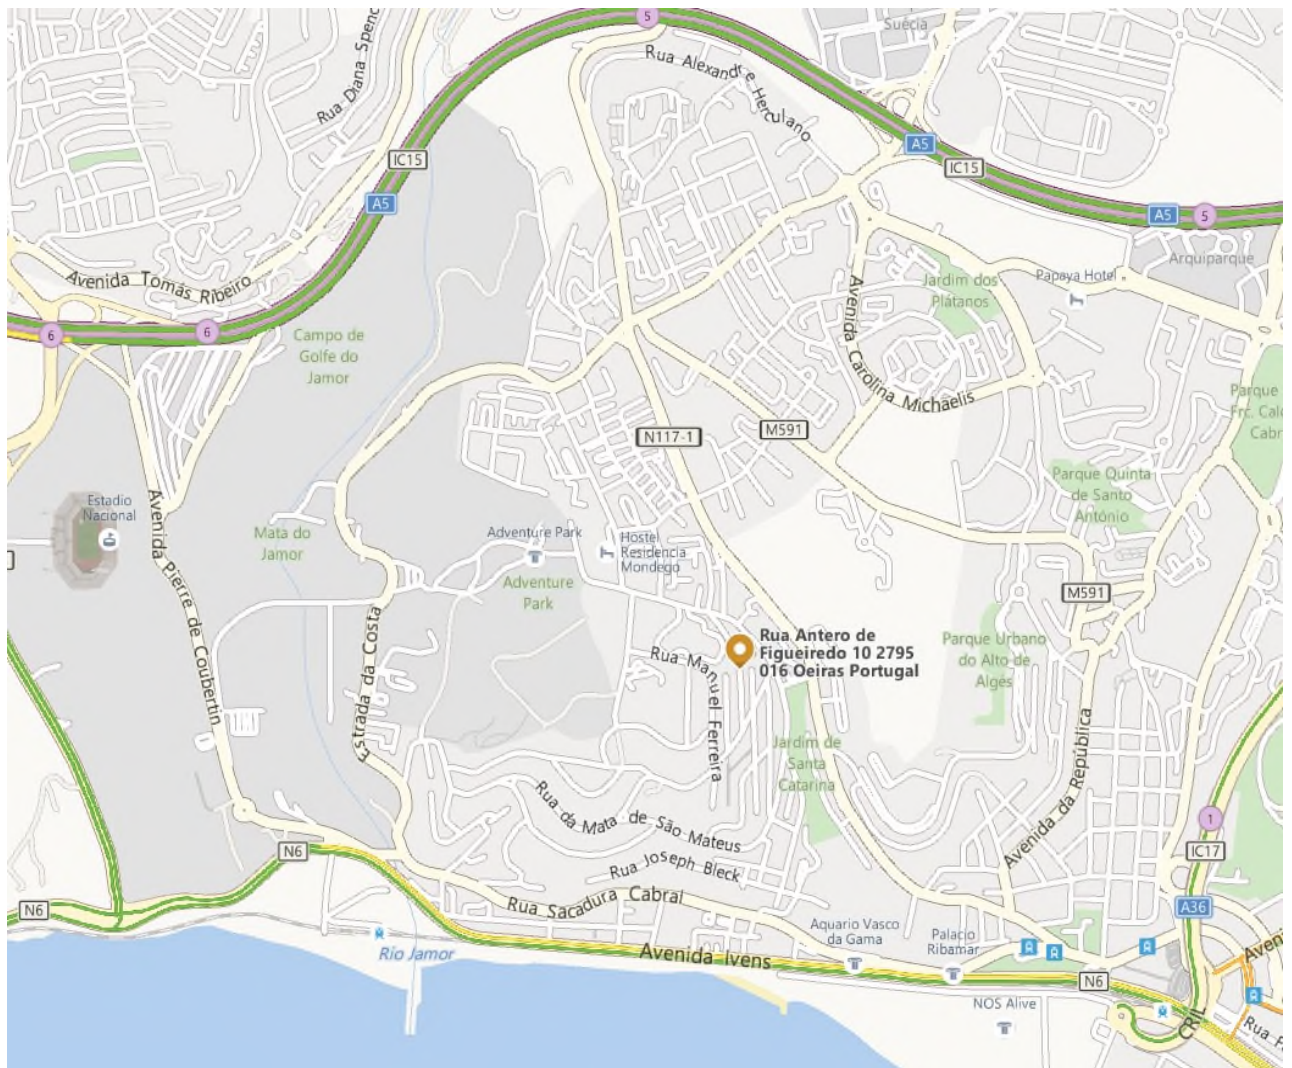 5
Suécia
Rua Diana Spenc
Rua Alexandre Herculano
A5
IC15
IC15
A5
A5
5
Arquiparque
Avenida Tomás Ribeiro
Jardim dos
Plátanos
Papaya Hotel
6
6
Campo de
Golfe do
Jamor
Avenida Carolina Michaëlis
Parque
Frc. Calo
Cabr
N117-1
M591
Parque Quinta
de Santo
António
Estadio
Nacional
Avenida Pierre de Coubertin
Mata do
Jamor
Adventure Park
Hostel
Residencia
Mondego
Adventure
Park
M591
Estrada da Costa
Rua Manuel Ferreira
Rua Antero de
Figueiredo 10 2795
016 Oeiras Portugal
Parque Urbano
do Alto de
Algés
Jardim de
Santa
Catarina
Avenida da República
Rua da Mata de São Mateus
1
N6
IC17
Rua Joseph Bleck
N6
Rua Sacadura Cabral
A36
Aquario Vasco
da Gama
Palacio
Ribamar
Rio Jamor
Avenida Ivens
Aveni
N6
NOS Alive
CRIL
Rua F